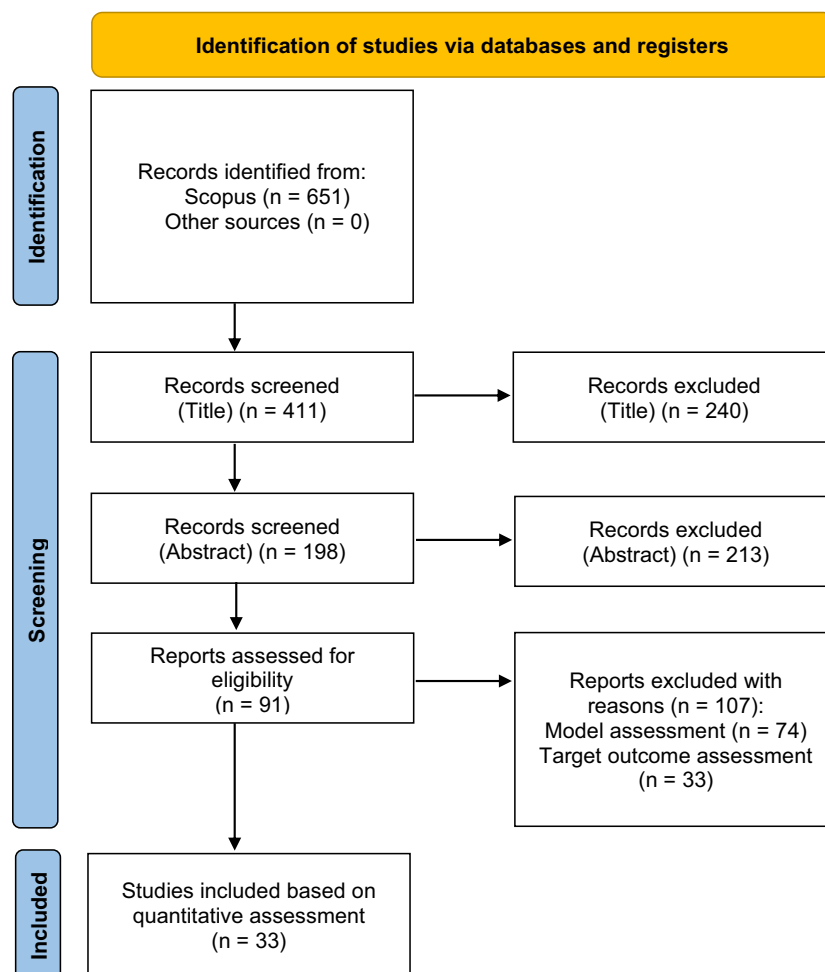 Identification of studies via databases and registers
Identification
Records identified from:
Scopus (n = 651)
Other sources (n = 0)
Screening
Records screened
(Title) (n = 411)
Records excluded
(Title) (n = 240)
Records screened
(Abstract) (n = 198)
Records excluded
(Abstract) (n = 213)
Reports assessed for
eligibility
(n = 91)
Reports excluded with
reasons (n = 107):
Model assessment (n = 74)
Target outcome assessment
(n = 33)
Included
Studies included based on
quantitative assessment
(n = 33)